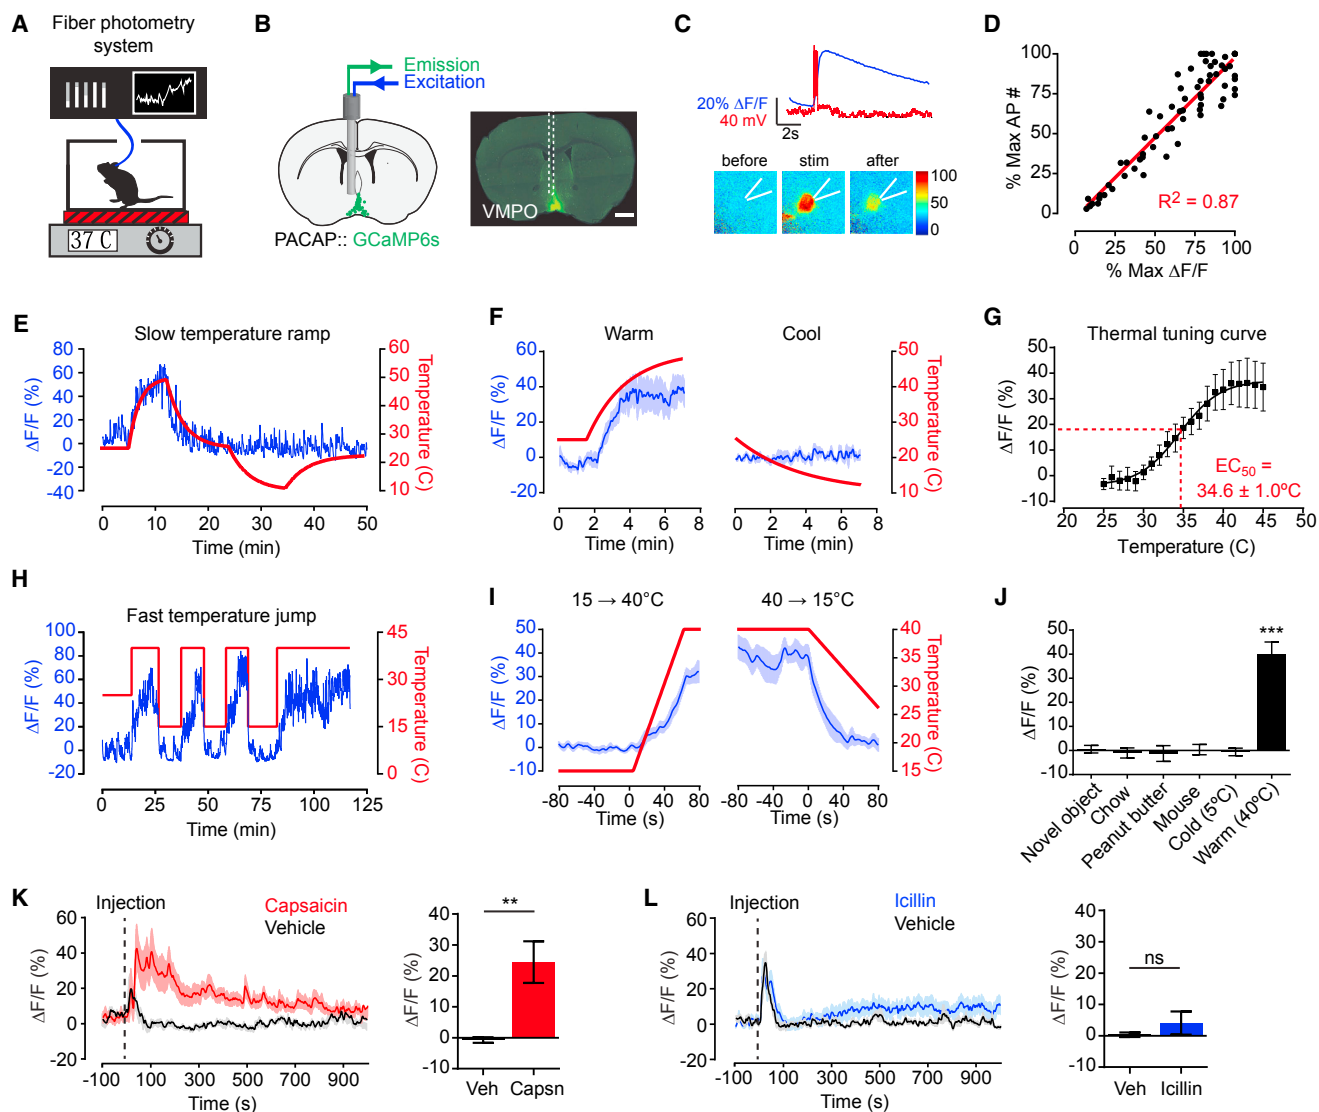 A
Fiber photometry
system
37 C
B
Emission
Excitation
VMPO
PACAP:: GCaMP6s
C
20% ΔF/F
40 mV
2s
before
stim
after
100
50
0
D
% Max AP #
100
75
50
25
0
R² = 0.87
0 25 50 75 100
% Max ΔF/F
E
Slow temperature ramp
ΔF/F (%)
80
60
40
20
0
-20
-40
60
50
40
30
20
10
Temperature (C)
0 10 20 30 40 50
Time (min)
F
Warm
Cool
ΔF/F (%)
60
40
20
0
-20
50
40
30
20
10
Temperature (C)
0 2 4 6 8
Time (min)
0 2 4 6 8
Time (min)
G
Thermal tuning curve
ΔF/F (%)
50
40
30
20
10
0
-10
EC50 =
34.6 ± 1.0ºC
20 25 30 35 40 45 50
Temperature (C)
H
Fast temperature jump
ΔF/F (%)
100
80
60
40
20
0
-20
45
30
15
0
Temperature (C)
0 25 50 75 100 125
Time (min)
I
15 → 40°C
40 → 15°C
ΔF/F (%)
50
40
30
20
10
0
-10
40
35
30
25
20
15
Temperature (C)
-80 -40 0 40 80
Time (s)
-80 -40 0 40 80
Time (s)
J
ΔF/F (%)
50
40
30
20
10
0
-10
***
Novel object
Chow
Peanut butter
Mouse
Cold (5ºC)
Warm (40ºC)
K
Injection
Capsaicin
Vehicle
ΔF/F (%)
60
40
20
0
-20
-100 100 300 500 700 900
Time (s)
ΔF/F (%)
40
30
20
10
0
-10
**
Veh Capsn
L
Injection
Icillin
Vehicle
ΔF/F (%)
60
40
20
0
-20
-100 100 300 500 700 900
Time (s)
ΔF/F (%)
40
30
20
10
0
-10
ns
Veh Icillin